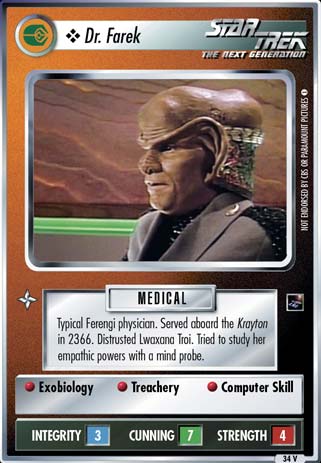 ❖ Dr. Farek
STAR TREK
THE NEXT GENERATION
NOT ENDORSED BY CBS OR PARAMOUNT PICTURES
MEDICAL
Typical Ferengi physician. Served aboard the Krayton
in 2366. Distrusted Lwaxana Troi. Tried to study her
empathic powers with a mind probe.
Exobiology Treachery Computer Skill
INTEGRITY 3 CUNNING 7 STRENGTH 4
34 V